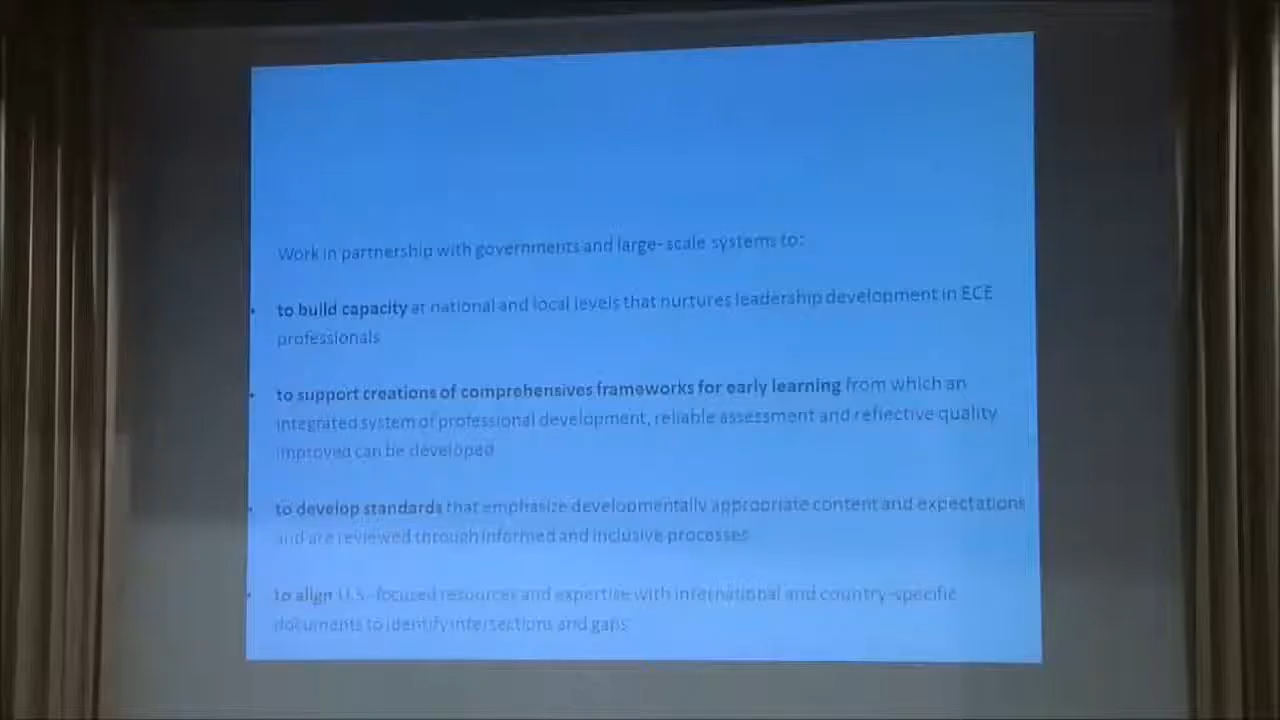 Work in partnership with governments and large-scale systems to:
• to build capacity at national and local levels that nurtures leadership development in ECE
professionals
• to support creations of comprehensives frameworks for early learning from which an
integrated system of professional development, reliable assessment and reflective quality
improved can be developed
• to develop standards that emphasize developmentally appropriate content and expectations
and are reviewed through informed and inclusive processes
• to align U.S.-focused resources and expertise with international and country-specific
documents to identify intersections and gaps